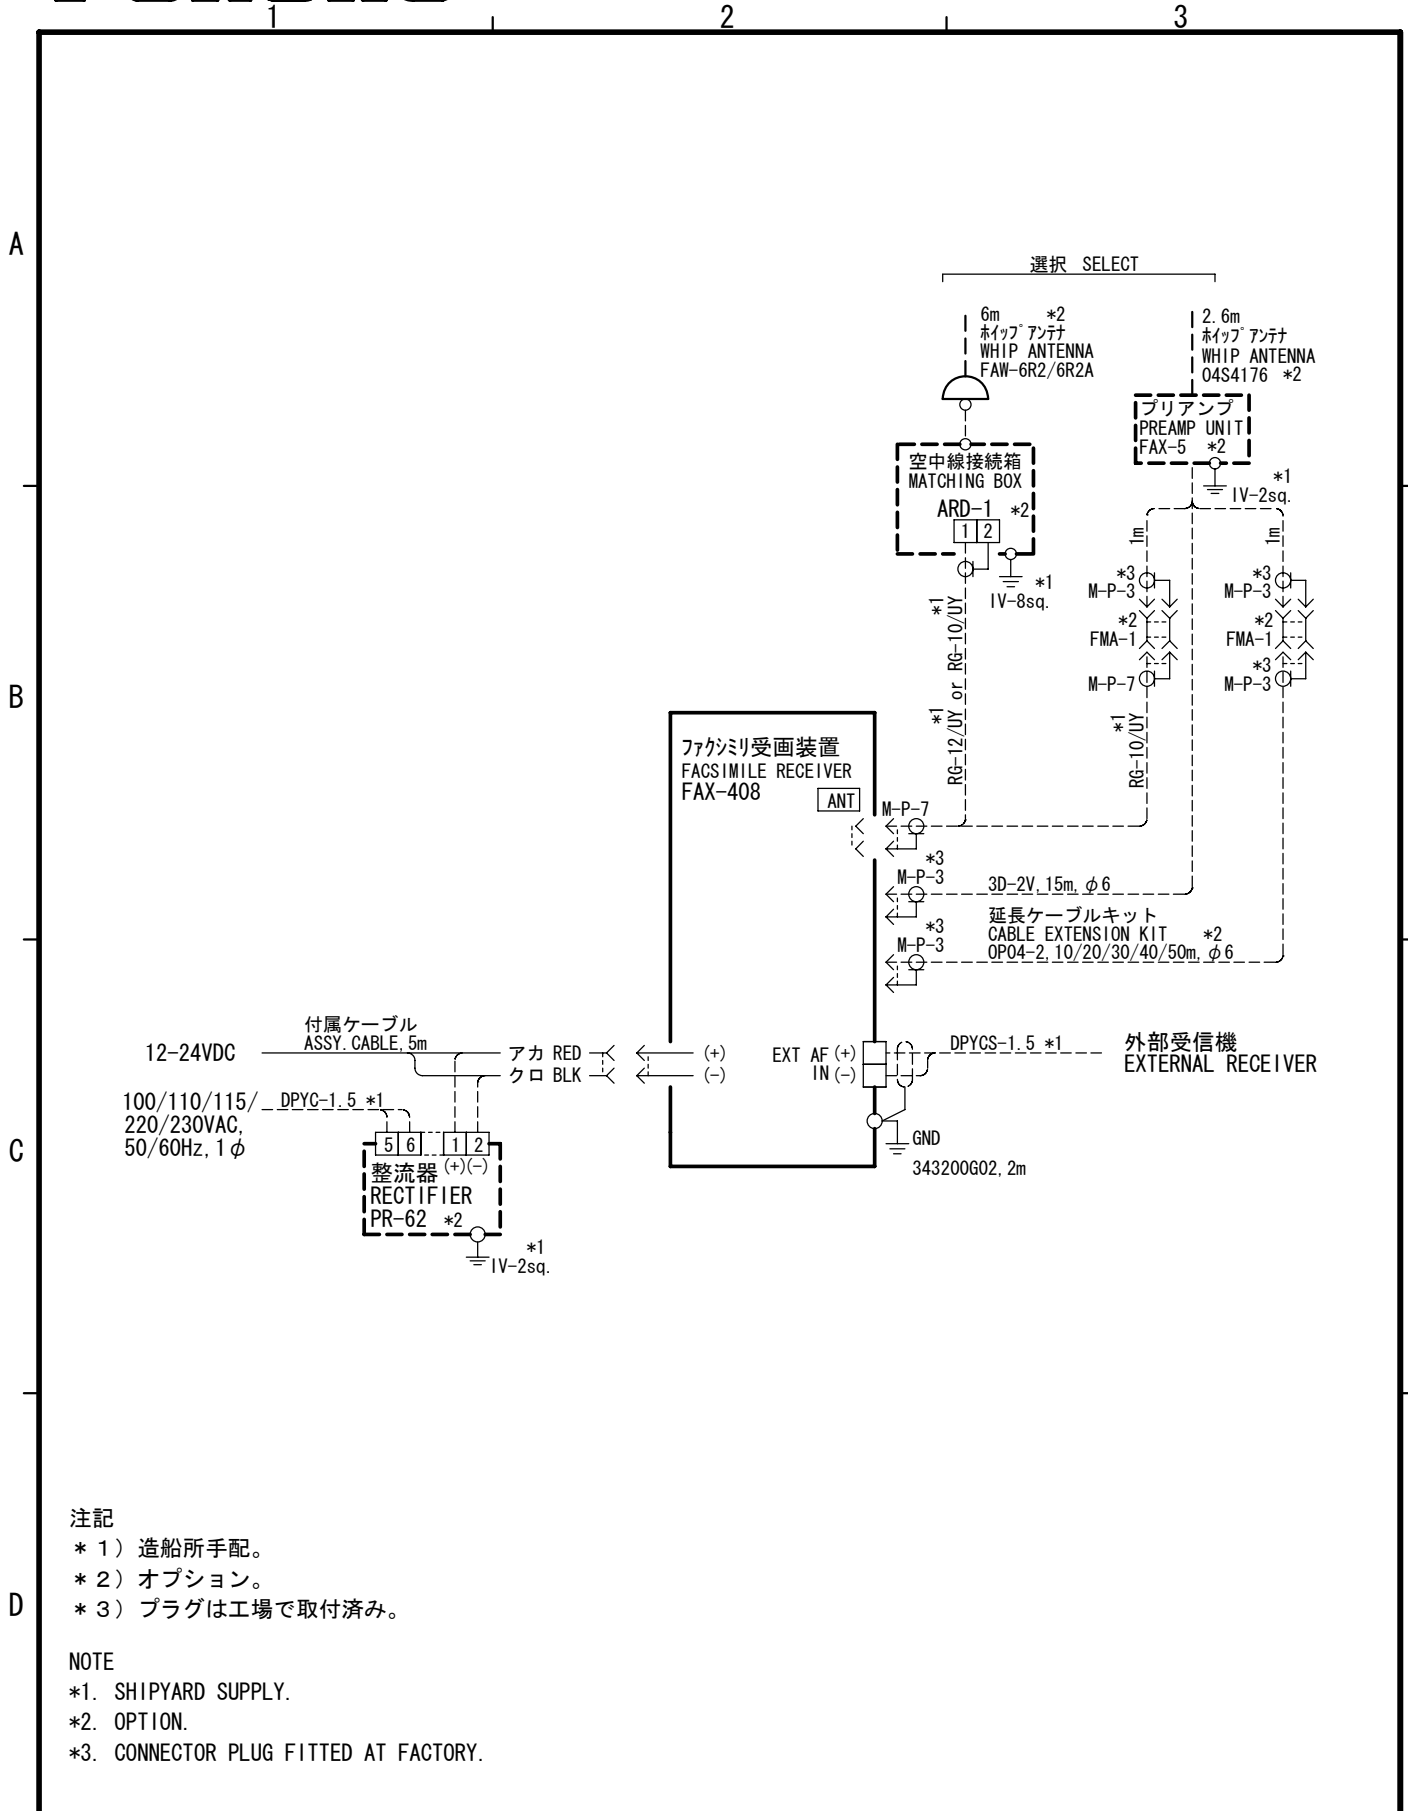 1
2
3
A
B
C
D
選択 SELECT
6m *2
ホイップアンテナ
WHIP ANTENNA
FAW-6R2/6R2A
2.6m
ホイップアンテナ
WHIP ANTENNA
04S4176 *2
プリアンプ
PREAMP UNIT
FAX-5 *2
*1
IV-2sq.
空中線接続箱
MATCHING BOX
ARD-1 *2
1 2
*1
IV-8sq.
1m
1m
*3
M-P-3
*2
FMA-1
M-P-7
*3
M-P-3
*2
FMA-1
*3
M-P-3
*1 *1
RG-12/UY or RG-10/UY
*1
RG-10/UY
ファクシミリ受画装置
FACSIMILE RECEIVER
FAX-408
ANT
M-P-7
*3
M-P-3
3D-2V,15m,φ6
*3
M-P-3
延長ケーブルキット
CABLE EXTENSION KIT *2
OP04-2,10/20/30/40/50m,φ6
12-24VDC
付属ケーブル
ASSY.CABLE,5m
アカ RED
クロ BLK
(+)
(-)
EXT AF (+)
IN (-)
DPYCS-1.5 *1
外部受信機
EXTERNAL RECEIVER
GND
343200G02,2m
100/110/115/
220/230VAC,
50/60Hz,1φ
DPYC-1.5 *1
5 6 1 2
(+)(-)
整流器
RECTIFIER
PR-62 *2
*1
IV-2sq.
注記
＊１）造船所手配。
＊２）オプション。
＊３）プラグは工場で取付済み。
NOTE
*1. SHIPYARD SUPPLY.
*2. OPTION.
*3. CONNECTOR PLUG FITTED AT FACTORY.